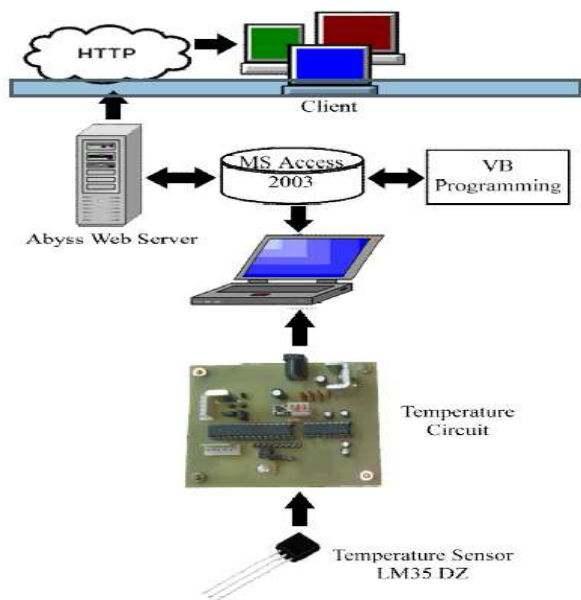 HTTP
Client
MS Access
2003
VB
Programming
Abyss Web Server
Temperature
Circuit
Temperature Sensor
LM35 DZ